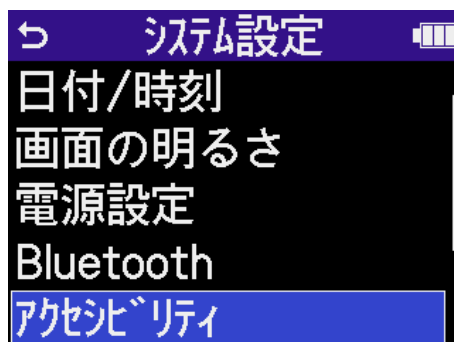 ｼｽﾃﾑ設定
日付/時刻
画面の明るさ
電源設定
Bluetooth
ｱｸｾｼﾋﾞﾘﾃｨ